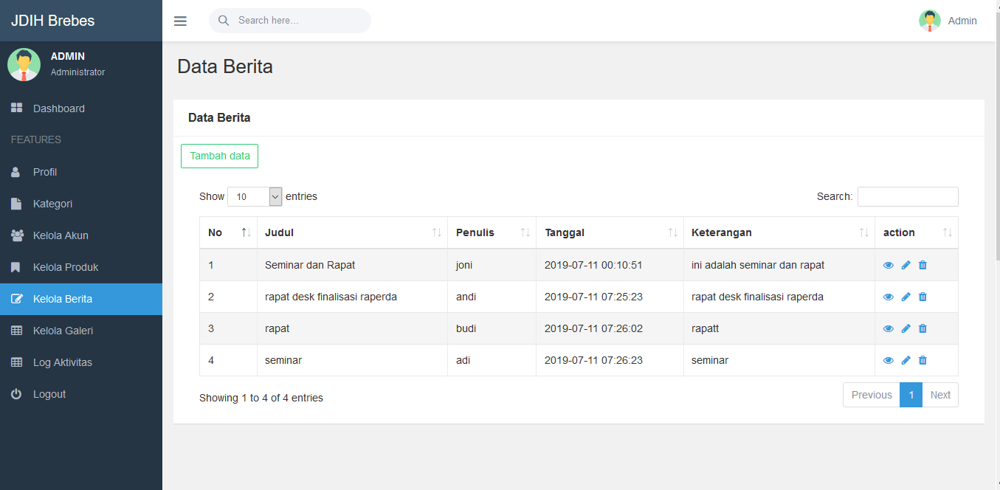 JDIH Brebes
Search here...
Admin
ADMIN
Administrator
Dashboard
FEATURES
Profil
Kategori
Kelola Akun
Kelola Produk
Kelola Berita
Kelola Galeri
Log Aktivitas
Logout
Data Berita
Data Berita
Tambah data
Show 10 entries
Search:
No Judul Penulis Tanggal Keterangan action
1 Seminar dan Rapat joni 2019-07-11 00:10:51 ini adalah seminar dan rapat
2 rapat desk finalisasi raperda andi 2019-07-11 07:25:23 rapat desk finalisasi raperda
3 rapat budi 2019-07-11 07:26:02 rapatt
4 seminar adi 2019-07-11 07:26:23 seminar
Showing 1 to 4 of 4 entries
Previous 1 Next